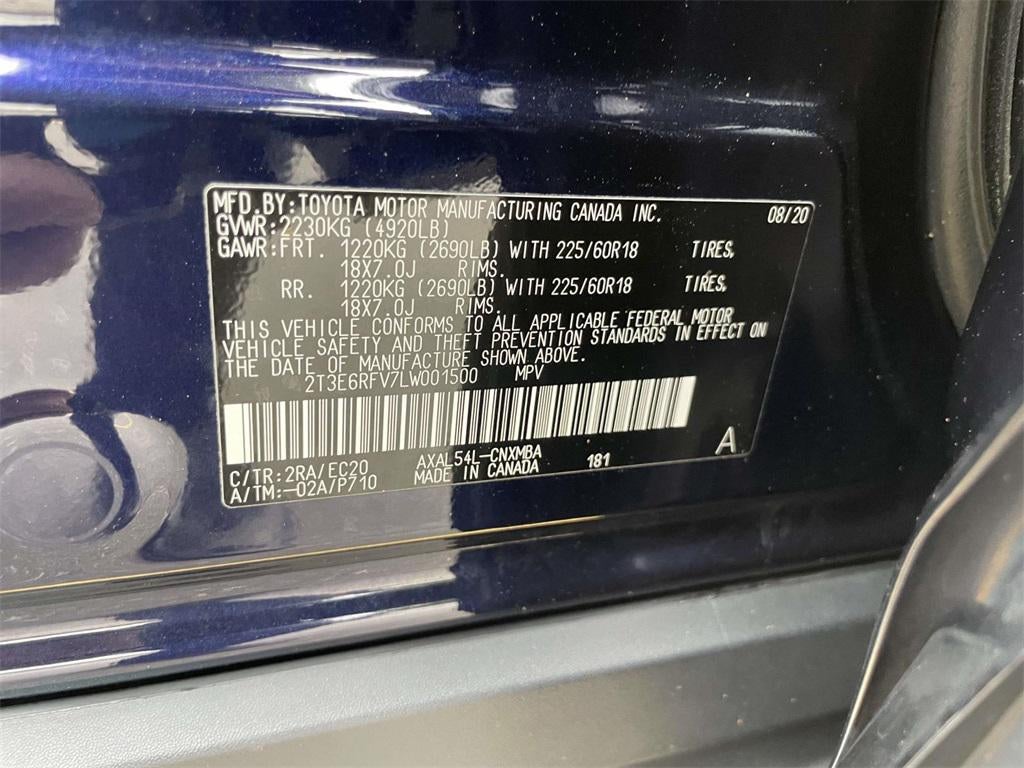 MFD.BY:TOYOTA MOTOR MANUFACTURING CANADA INC. 08/20
GVWR:2230KG (4920LB)
GAWR:FRT. 1220KG (2690LB) WITH 225/60R18 TIRES,
18X7.0J RIMS.
RR. 1220KG (2690LB) WITH 225/60R18 TIRES,
18X7.0J RIMS.
THIS VEHICLE CONFORMS TO ALL APPLICABLE FEDERAL MOTOR
VEHICLE SAFETY AND THEFT PREVENTION STANDARDS IN EFFECT ON
THE DATE OF MANUFACTURE SHOWN ABOVE.
2T3E6RFV7LW001500 MPV
A
C/TR:2RA/EC20 AXAL54L-CNXMBA 181
A/TM:-02A/P710 MADE IN CANADA